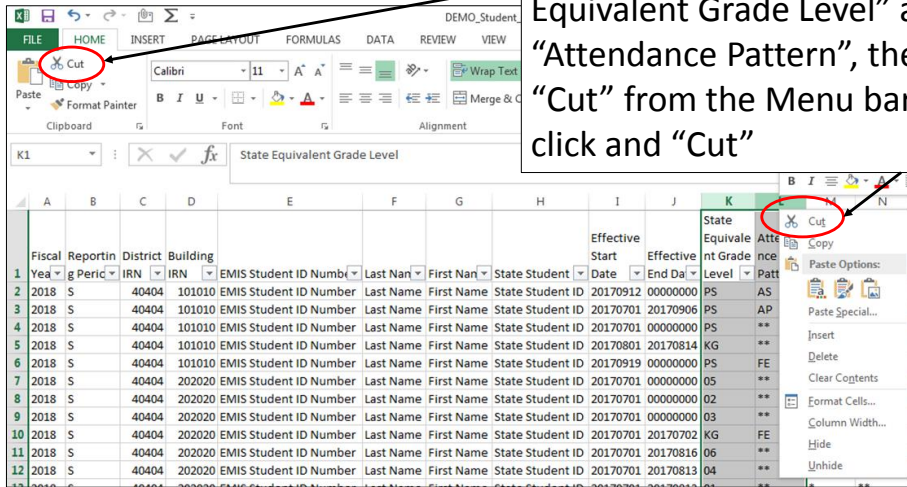 DEMO_Student_
FILE HOME INSERT PAGE LAYOUT FORMULAS DATA REVIEW VIEW
Equivalent Grade Level” a
“Attendance Pattern”, the
“Cut” from the Menu bar
click and “Cut”
Cut
Copy
Format Painter
Paste
Clipboard
Calibri 11 A A
B I U A
Font
Wrap Text
Merge & C
Alignment
K1 fx State Equivalent Grade Level
B I A
A B C D E F G H I J K L M N
1 Fiscal Yea Reportin g Peric District IRN Building IRN EMIS Student ID Numbe Last Nan First Nan State Student Effective Start Date Effective End Da State Equivale nt Grade Level Atte nce Patt
2 2018 S 40404 101010 EMIS Student ID Number Last Name First Name State Student ID 20170912 00000000 PS AS
3 2018 S 40404 101010 EMIS Student ID Number Last Name First Name State Student ID 20170701 20170906 PS AP
4 2018 S 40404 101010 EMIS Student ID Number Last Name First Name State Student ID 20170701 00000000 PS **
5 2018 S 40404 101010 EMIS Student ID Number Last Name First Name State Student ID 20170801 20170814 KG **
6 2018 S 40404 101010 EMIS Student ID Number Last Name First Name State Student ID 20170919 00000000 PS FE
7 2018 S 40404 202020 EMIS Student ID Number Last Name First Name State Student ID 20170701 00000000 05 **
8 2018 S 40404 202020 EMIS Student ID Number Last Name First Name State Student ID 20170701 00000000 02 **
9 2018 S 40404 202020 EMIS Student ID Number Last Name First Name State Student ID 20170701 00000000 03 **
10 2018 S 40404 202020 EMIS Student ID Number Last Name First Name State Student ID 20170701 20170702 KG FE
11 2018 S 40404 202020 EMIS Student ID Number Last Name First Name State Student ID 20170701 20170816 06 **
12 2018 S 40404 202020 EMIS Student ID Number Last Name First Name State Student ID 20170701 20170813 04 **
Cut
Copy
Paste Options:
Paste Special...
Insert
Delete
Clear Contents
Format Cells...
Column Width...
Hide
Unhide